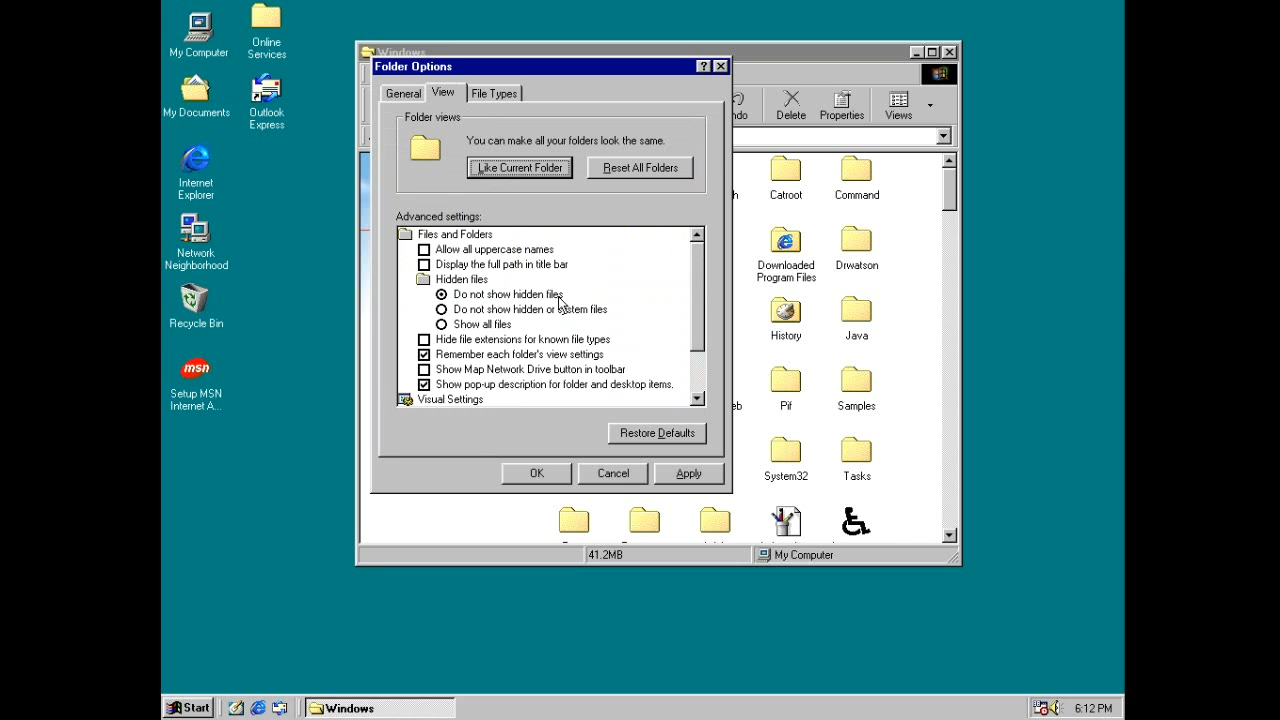 My Computer
Online
Services
My Documents
Outlook
Express
Internet
Explorer
Network
Neighborhood
Recycle Bin
msn
Setup MSN
Internet A...
Windows
Folder Options
General
View
File Types
Folder views
You can make all your folders look the same.
Like Current Folder
Reset All Folders
Advanced settings:
Files and Folders
Allow all uppercase names
Display the full path in title bar
Hidden files
Do not show hidden files
Do not show hidden or system files
Show all files
Hide file extensions for known file types
Remember each folder's view settings
Show Map Network Drive button in toolbar
Show pop-up description for folder and desktop items.
Visual Settings
Restore Defaults
OK
Cancel
Apply
Delete
Properties
Views
Catroot
Command
Downloaded
Program Files
Drwatson
History
Java
Pif
Samples
System32
Tasks
41.2MB
My Computer
Start
Windows
6:12 PM